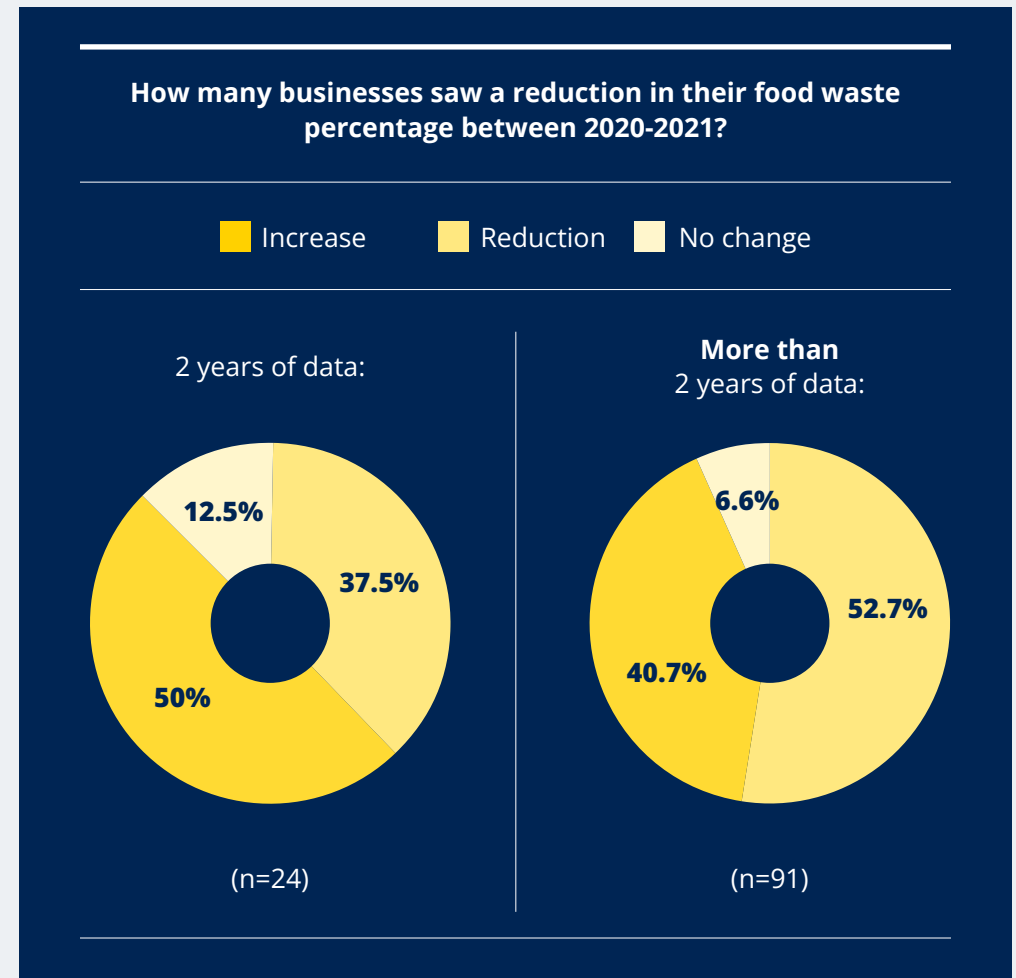 How many businesses saw a reduction in their food waste
percentage between 2020-2021?
Increase
Reduction
No change
2 years of data:
12.5%
37.5%
50%
(n=24)
More than
2 years of data:
6.6%
52.7%
40.7%
(n=91)